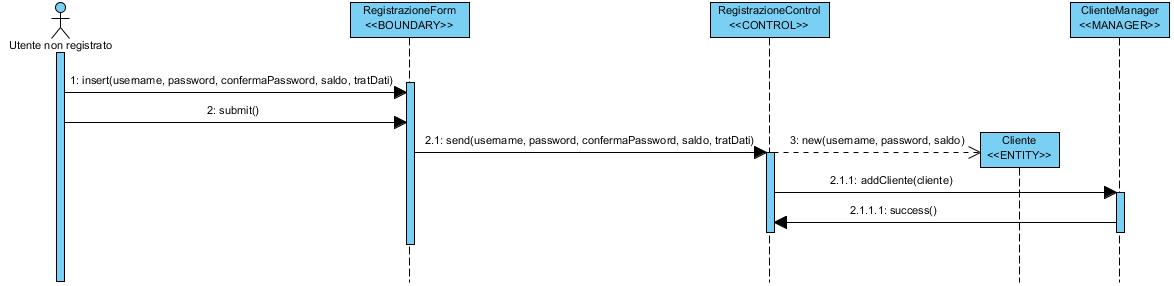 RegistrazioneForm
<<BOUNDARY>>
RegistrazioneControl
<<CONTROL>>
ClienteManager
<<MANAGER>>
Utente non registrato
1: insert(username, password, confermaPassword, saldo, tratDati)
2: submit()
2.1: send(username, password, confermaPassword, saldo, tratDati)
3: new(username, password, saldo)
Cliente
<<ENTITY>>
2.1.1: addCliente(cliente)
2.1.1.1: success()